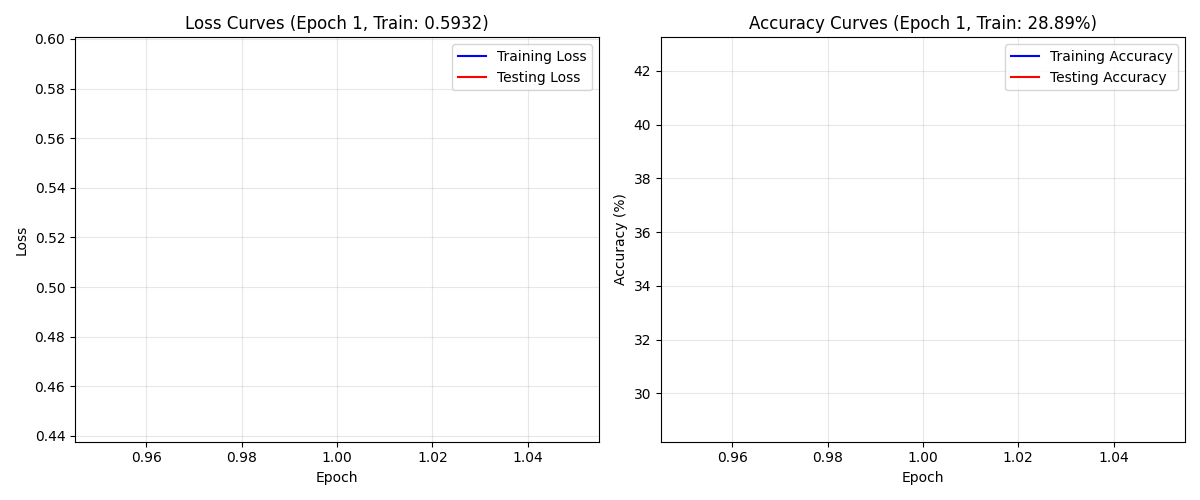 Loss Curves (Epoch 1, Train: 0.5932)
Training Loss
Testing Loss
0.60
0.58
0.56
0.54
0.52
0.50
0.48
0.46
0.44
Loss
0.96
0.98
1.00
1.02
1.04
Epoch
Accuracy Curves (Epoch 1, Train: 28.89%)
Training Accuracy
Testing Accuracy
42
40
38
36
34
32
30
Accuracy (%)
0.96
0.98
1.00
1.02
1.04
Epoch